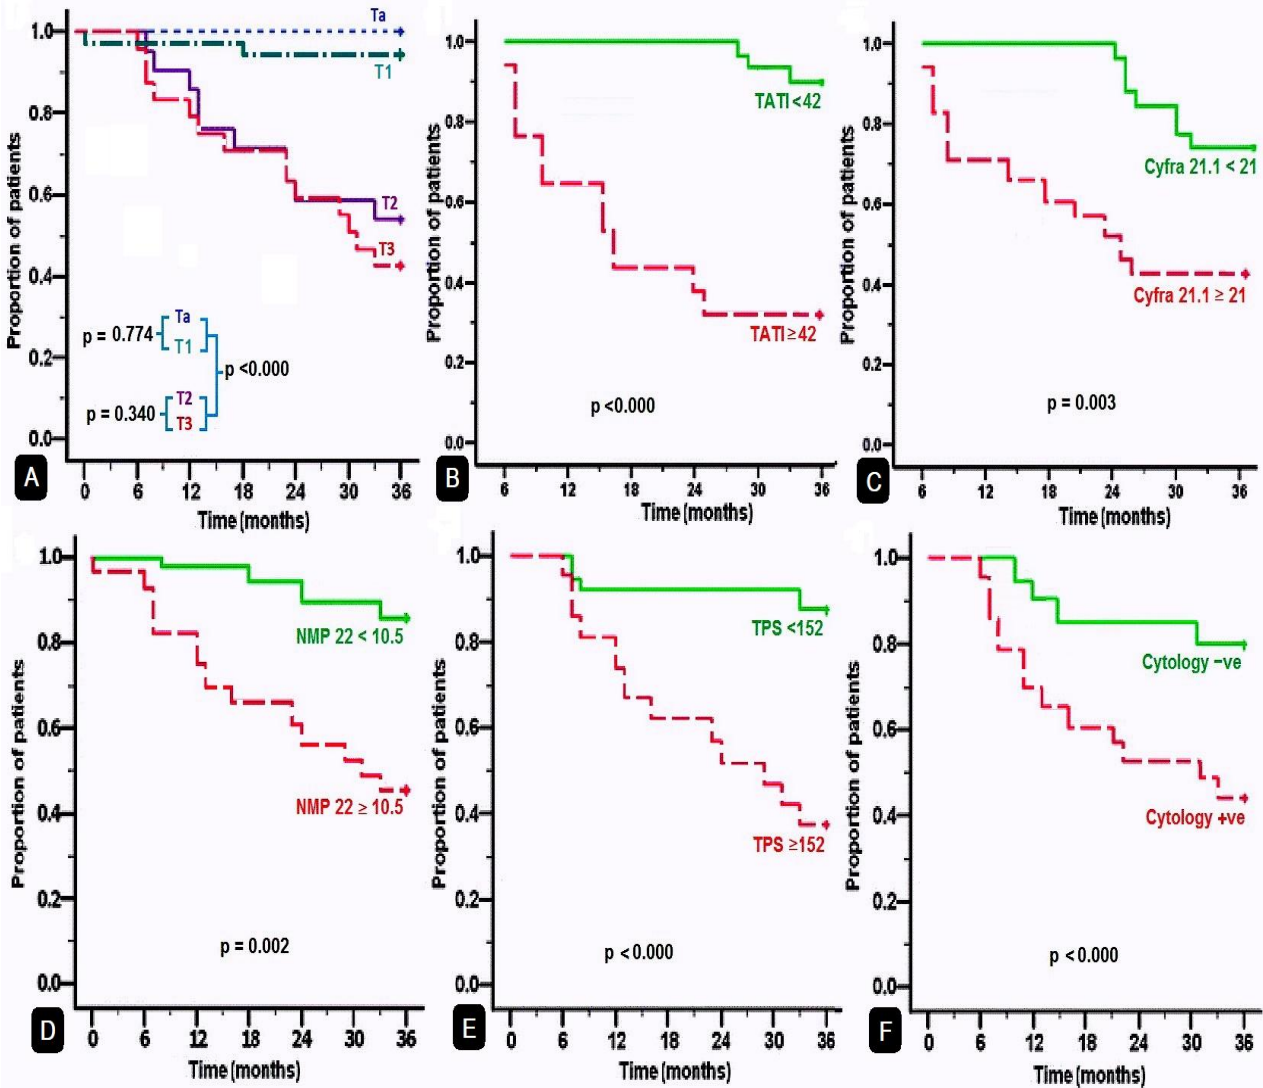 Proportion of patients
1.0
0.8
0.6
0.4
0.2
0.0
Ta
T1
T2
T3
p = 0.774
Ta
T1
p <0.000
p = 0.340
T2
T3
A
0 6 12 18 24 30 36
Time (months)
Proportion of patients
1.0
0.8
0.6
0.4
0.2
0.0
TATI <42
TATI ≥ 42
p <0.000
B
6 12 18 24 30 36
Time (months)
Proportion of patients
1.0
0.8
0.6
0.4
0.2
0.0
Cyfra 21.1 < 21
Cyfra 21.1 ≥ 21
p = 0.003
C
6 12 18 24 30 36
Time (months)
Proportion of patients
1.0
0.8
0.6
0.4
0.2
0.0
NMP 22 < 10.5
NMP 22 ≥ 10.5
p = 0.002
D
0 6 12 18 24 30 36
Time (months)
Proportion of patients
1.0
0.8
0.6
0.4
0.2
0.0
TPS <152
TPS ≥152
p < 0.000
E
0 6 12 18 24 30 36
Time (months)
Proportion of patients
1.0
0.8
0.6
0.4
0.2
0.0
Cytology −ve
Cytology +ve
p < 0.000
F
0 6 12 18 24 30 36
Time (months)